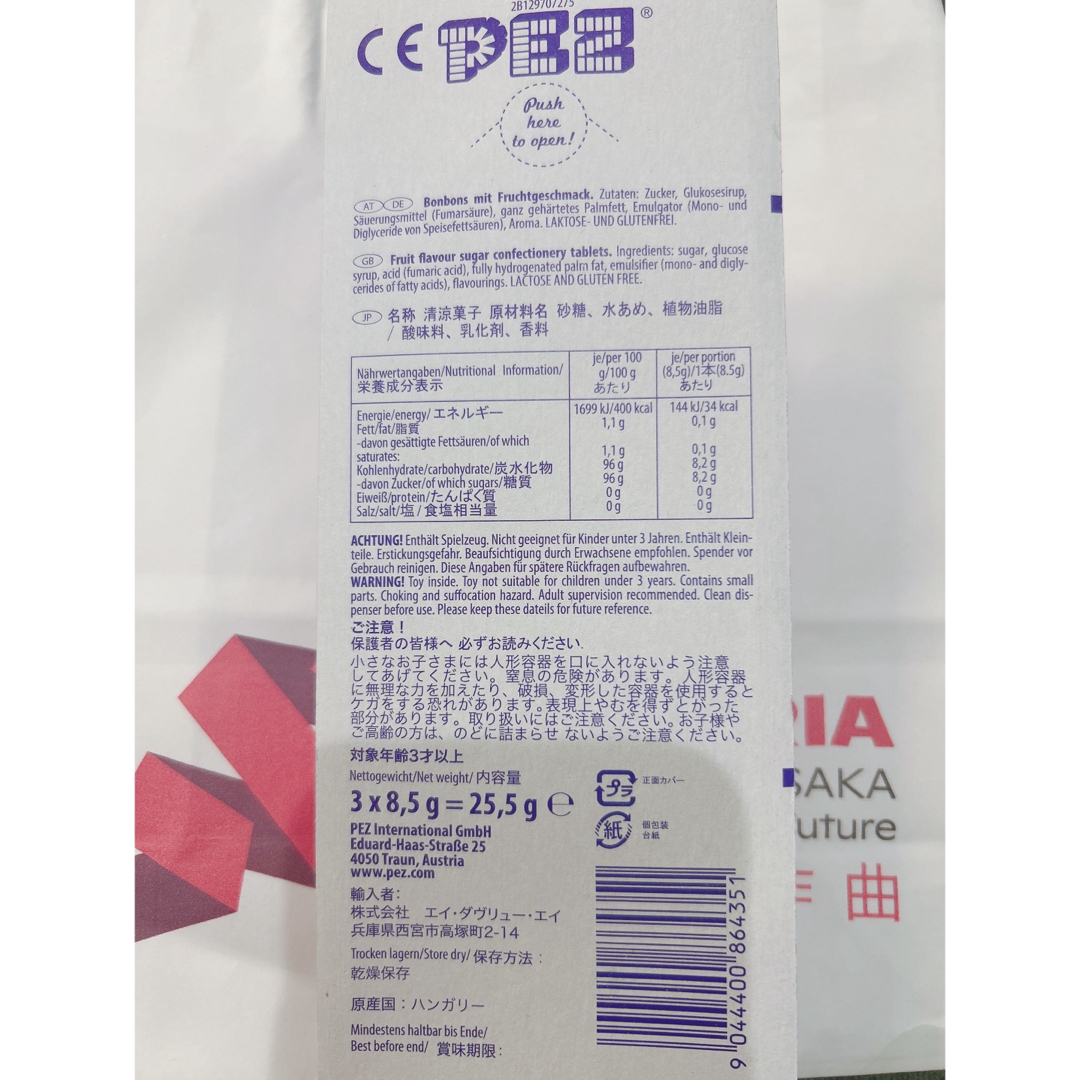 2B129707275
CE PEZ®
Push
here
to open!
AT DE Bonbons mit Fruchtgeschmack. Zutaten: Zucker, Glukosesirup,
Säuerungsmittel (Fumarsäure), ganz gehärtetes Palmfett, Emulgator (Mono- und
Diglyceride von Speisefettsäuren), Aroma. LAKTOSE- UND GLUTENFREI.
GB Fruit flavour sugar confectionery tablets. Ingredients: sugar, glucose
syrup, acid (fumaric acid), fully hydrogenated palm fat, emulsifier (mono- and digly-
cerides of fatty acids), flavourings. LACTOSE AND GLUTEN FREE.
JP 名称 清涼菓子 原材料名 砂糖、水あめ、植物油脂
/ 酸味料、乳化剤、香料
Nährwertangaben/Nutritional Information/
栄養成分表示
je/per 100
g/100 g
あたり
je/per portion
(8,5g)/1本(8.5g)
あたり
Energie/energy/エネルギー 1699 kJ/400 kcal 144 kJ/34 kcal
Fett/fat/脂質 1,1 g 0,1 g
-davon gesättigte Fettsäuren/of which
saturates: 1,1 g 0,1 g
Kohlenhydrate/carbohydrate/炭水化物 96 g 8,2 g
-davon Zucker/of which sugars/糖質 96 g 8,2 g
Eiweiß/protein/たんぱく質 0 g 0 g
Salz/salt/塩/食塩相当量 0 g 0 g
ACHTUNG! Enthält Spielzeug. Nicht geeignet für Kinder unter 3 Jahren. Enthält Klein-
teile. Erstickungsgefahr. Beaufsichtigung durch Erwachsene empfohlen. Spender vor
Gebrauch reinigen. Diese Angaben für spätere Rückfragen aufbewahren.
WARNING! Toy inside. Toy not suitable for children under 3 years. Contains small
parts. Choking and suffocation hazard. Adult supervision recommended. Clean dis-
penser before use. Please keep these dateils for future reference.
ご注意！
保護者の皆様へ 必ずお読みください.
小さなお子さまには人形容器を口に入れないよう注意
してあげてください。窒息の危険があります。人形容器
に無理な力を加えたり、破損、変形した容器を使用すると
ケガをする恐れがあります。表現上やむを得ずとがった
部分があります。取り扱いにはご注意ください。お子様や
ご高齢の方は、のどに詰まらせ ないようご注意ください。
対象年齢3才以上
Nettogewicht/Net weight/ 内容量
3 x 8,5 g = 25,5 g ℮
PEZ International GmbH
Eduard-Haas-Straße 25
4050 Traun, Austria
www.pez.com
プラ 正面カバー
紙 個包装
台紙
輸入者：
株式会社 エイ・ダヴリュー・エイ
兵庫県西宮市高塚町2-14
Trocken lagern/Store dry/ 保存方法：
乾燥保存
原産国：ハンガリー
Mindestens haltbar bis Ende/
Best before end/ 賞味期限：
9 044400 864351
RIA
SAKA
uture
作曲